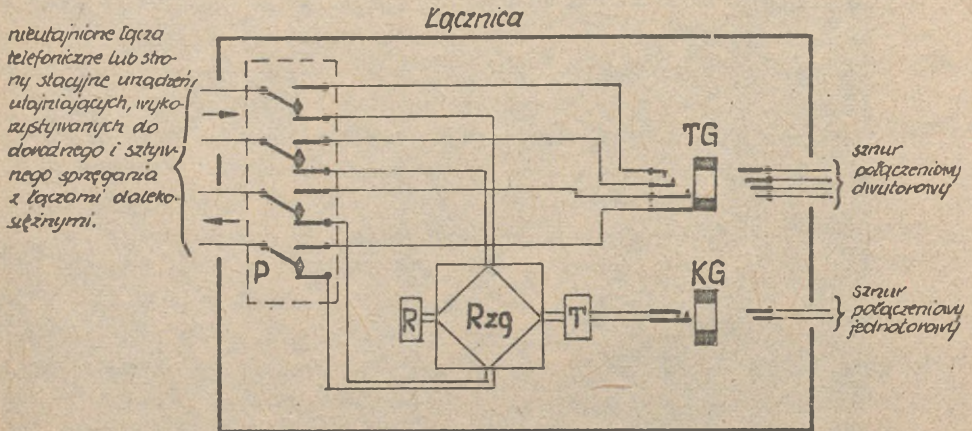 Łącznica
nieutajnione łącza
telefoniczne lub stro-
ny stacyjne urządzeń
utajniających, wyko-
rzystywanych do
doraźnego i sztyw-
nego sprzęgania
z łączami daleko-
siężnymi.
P
TG
sznur
połączeniowy
dwutorowy
R
Rzg
T
KG
sznur
połączeniowy
jednotorowy